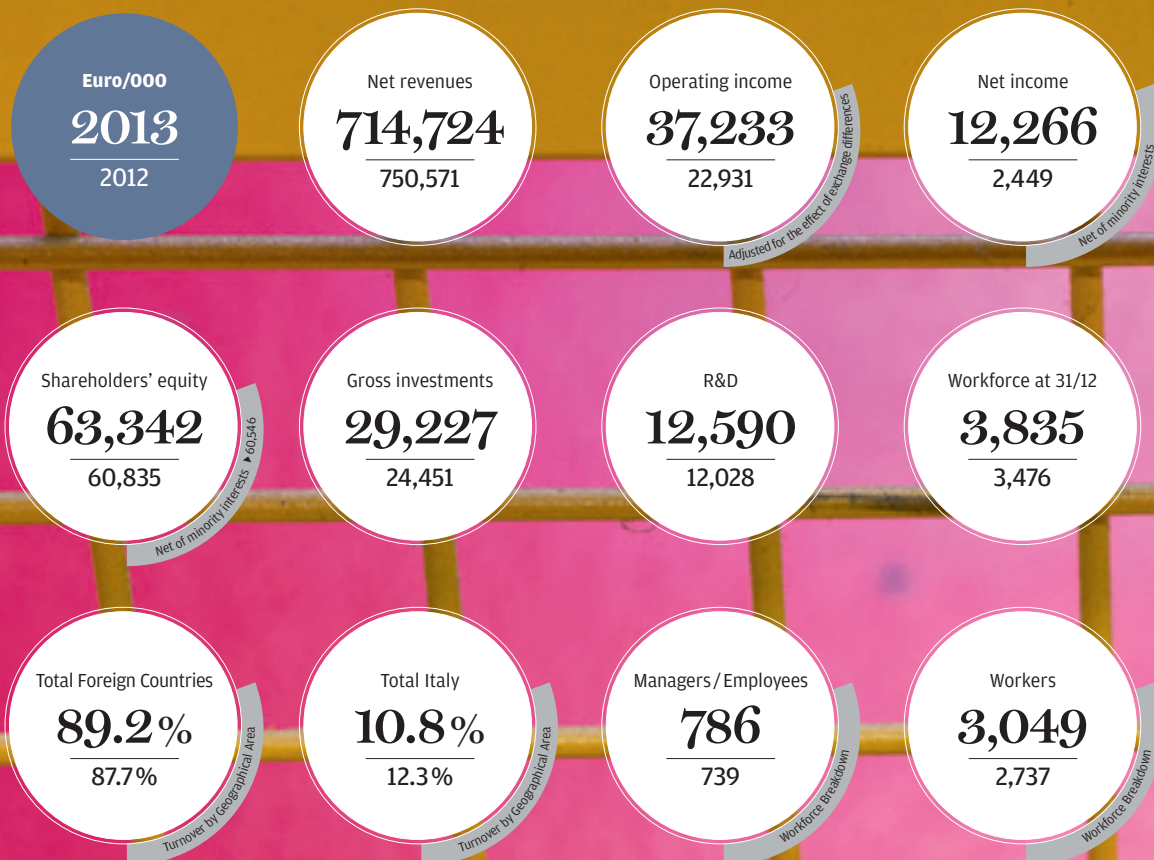 Euro/000
2013
2012
Net revenues
714,724
750,571
Operating income
37,233
22,931
Adjusted for the effect of exchange differences
Net income
12,266
2,449
Net of minority interests
Shareholders’ equity
63,342
60,835
Net of minority interests ▸60,546
Gross investments
29,227
24,451
R&D
12,590
12,028
Workforce at 31/12
3,835
3,476
Total Foreign Countries
89.2%
87.7%
Turnover by Geographical Area
Total Italy
10.8%
12.3%
Turnover by Geographical Area
Managers/Employees
786
739
Workforce Breakdown
Workers
3,049
2,737
Workforce Breakdown